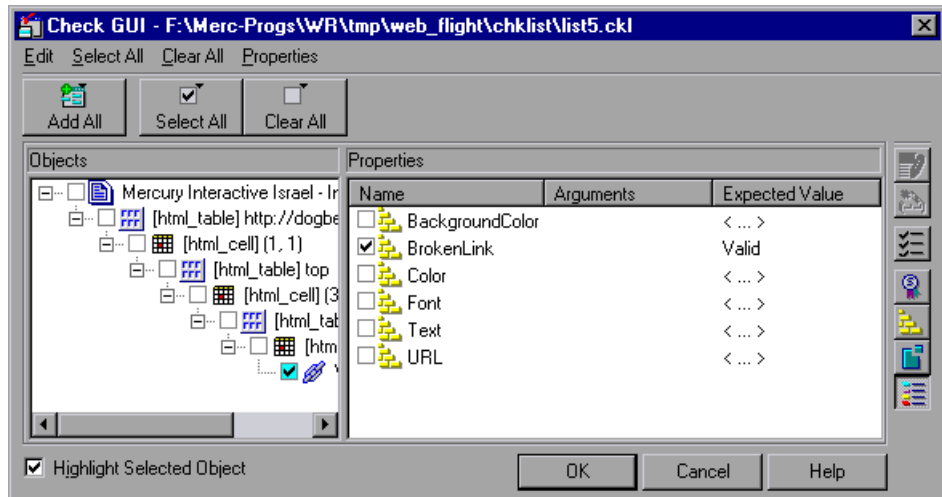 Check GUI - F:\Merc-Progs\WR\tmp\web_flight\chklist\list5.ckl
Edit Select All Clear All Properties
Add All Select All Clear All
Objects
Mercury Interactive Israel - Ir
[html_table] http://dogbe
[html_cell] (1, 1)
[html_table] top
[html_cell] (3
[html_tab
[htm
Properties
Name Arguments Expected Value
BackgroundColor < ... >
BrokenLink Valid
Color < ... >
Font < ... >
Text < ... >
URL < ... >
Highlight Selected Object
OK Cancel Help